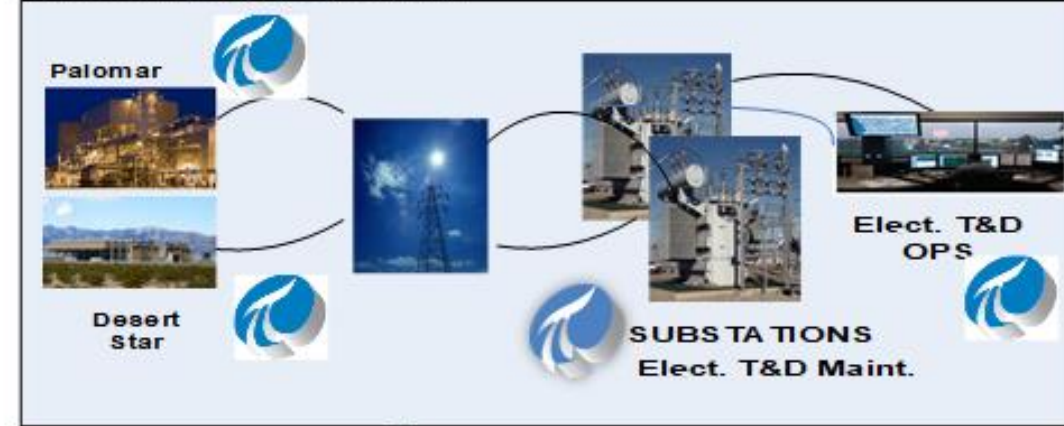 Palomar
Desert
Star
SUBSTATIONS
Elect. T&D Maint.
Elect. T&D
OPS